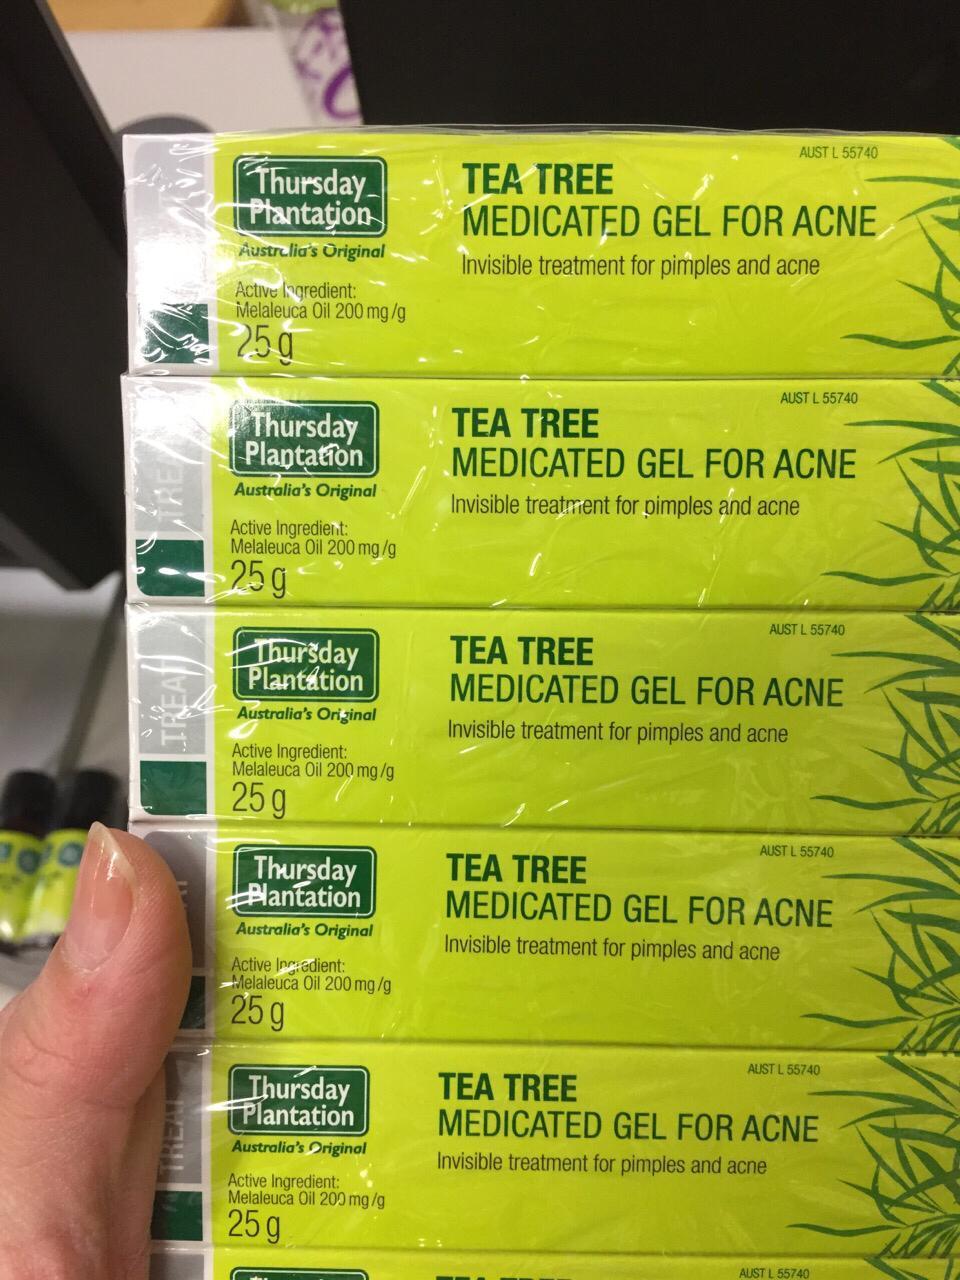 AUST L 55740
Thursday
Plantation
Australia's Original
TEA TREE
MEDICATED GEL FOR ACNE
Invisible treatment for pimples and acne
Active Ingredient:
Melaleuca Oil 200 mg/g
25 g
AUST L 55740
Thursday
Plantation
Australia's Original
TEA TREE
MEDICATED GEL FOR ACNE
Invisible treatment for pimples and acne
Active Ingredient:
Melaleuca Oil 200 mg/g
25 g
TREAT
AUST L 55740
Thursday
Plantation
Australia's Original
TEA TREE
MEDICATED GEL FOR ACNE
Invisible treatment for pimples and acne
Active Ingredient:
Melaleuca Oil 200 mg/g
25 g
TREAT
AUST L 55740
Thursday
Plantation
Australia's Original
TEA TREE
MEDICATED GEL FOR ACNE
Invisible treatment for pimples and acne
Active Ingredient:
Melaleuca Oil 200 mg/g
25 g
AUST L 55740
Thursday
Plantation
Australia's Original
TEA TREE
MEDICATED GEL FOR ACNE
Invisible treatment for pimples and acne
Active Ingredient:
Melaleuca Oil 200 mg/g
25 g
TREAT
AUST L 55740
Thursday
TEA TREE